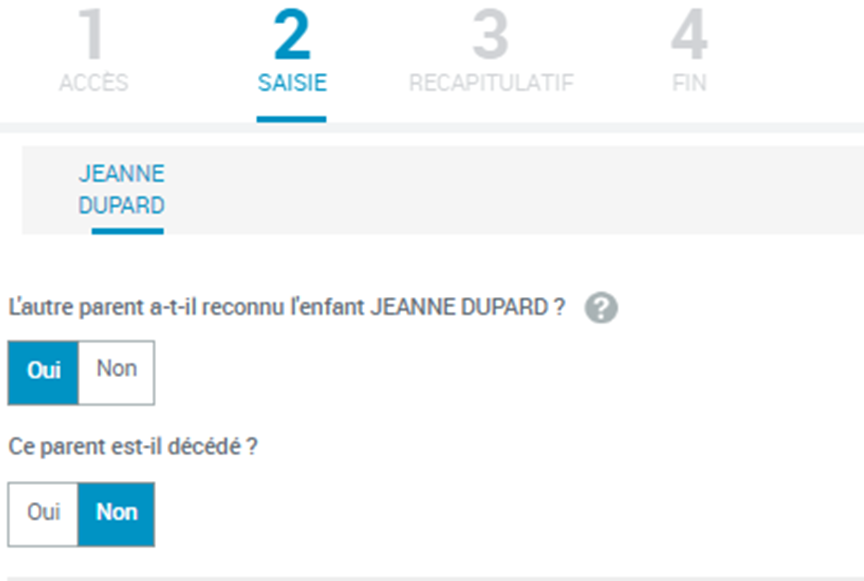 1 2 3 4
ACCÈS SAISIE RECAPITULATIF FIN
JEANNE
DUPARD
L'autre parent a-t-il reconnu l'enfant JEANNE DUPARD ? ?
Oui Non
Ce parent est-il décédé ?
Oui Non